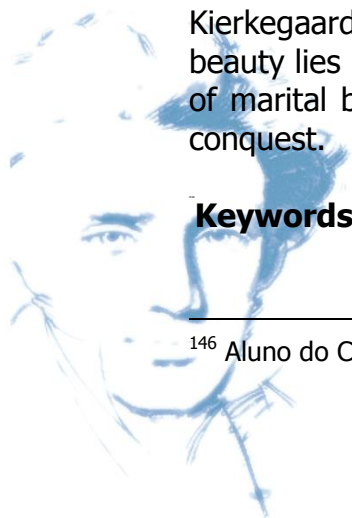 Kierkegaard
beauty lies
of marital b
conquest.
Keywords
146 Aluno do C